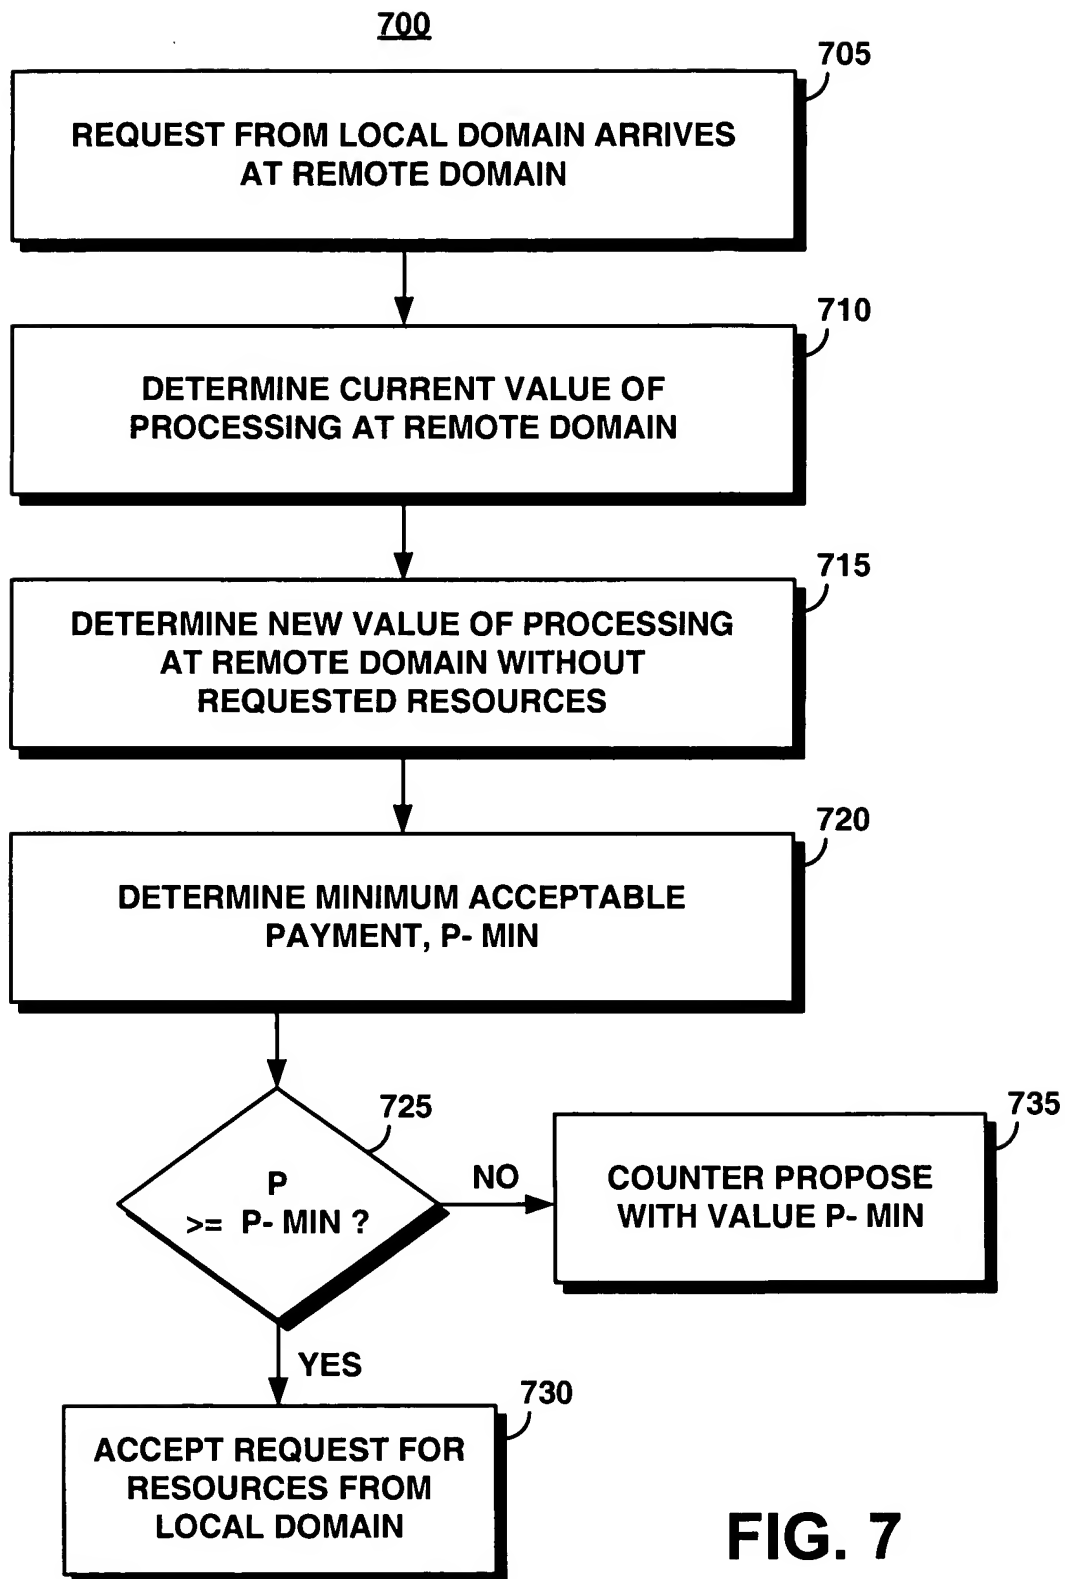 700
705
REQUEST FROM LOCAL DOMAIN ARRIVES
AT REMOTE DOMAIN
710
DETERMINE CURRENT VALUE OF
PROCESSING AT REMOTE DOMAIN
715
DETERMINE NEW VALUE OF PROCESSING
AT REMOTE DOMAIN WITHOUT
REQUESTED RESOURCES
720
DETERMINE MINIMUM ACCEPTABLE
PAYMENT, P- MIN
725
P
>= P- MIN ?
NO
735
COUNTER PROPOSE
WITH VALUE P- MIN
YES
730
ACCEPT REQUEST FOR
RESOURCES FROM
LOCAL DOMAIN
FIG. 7